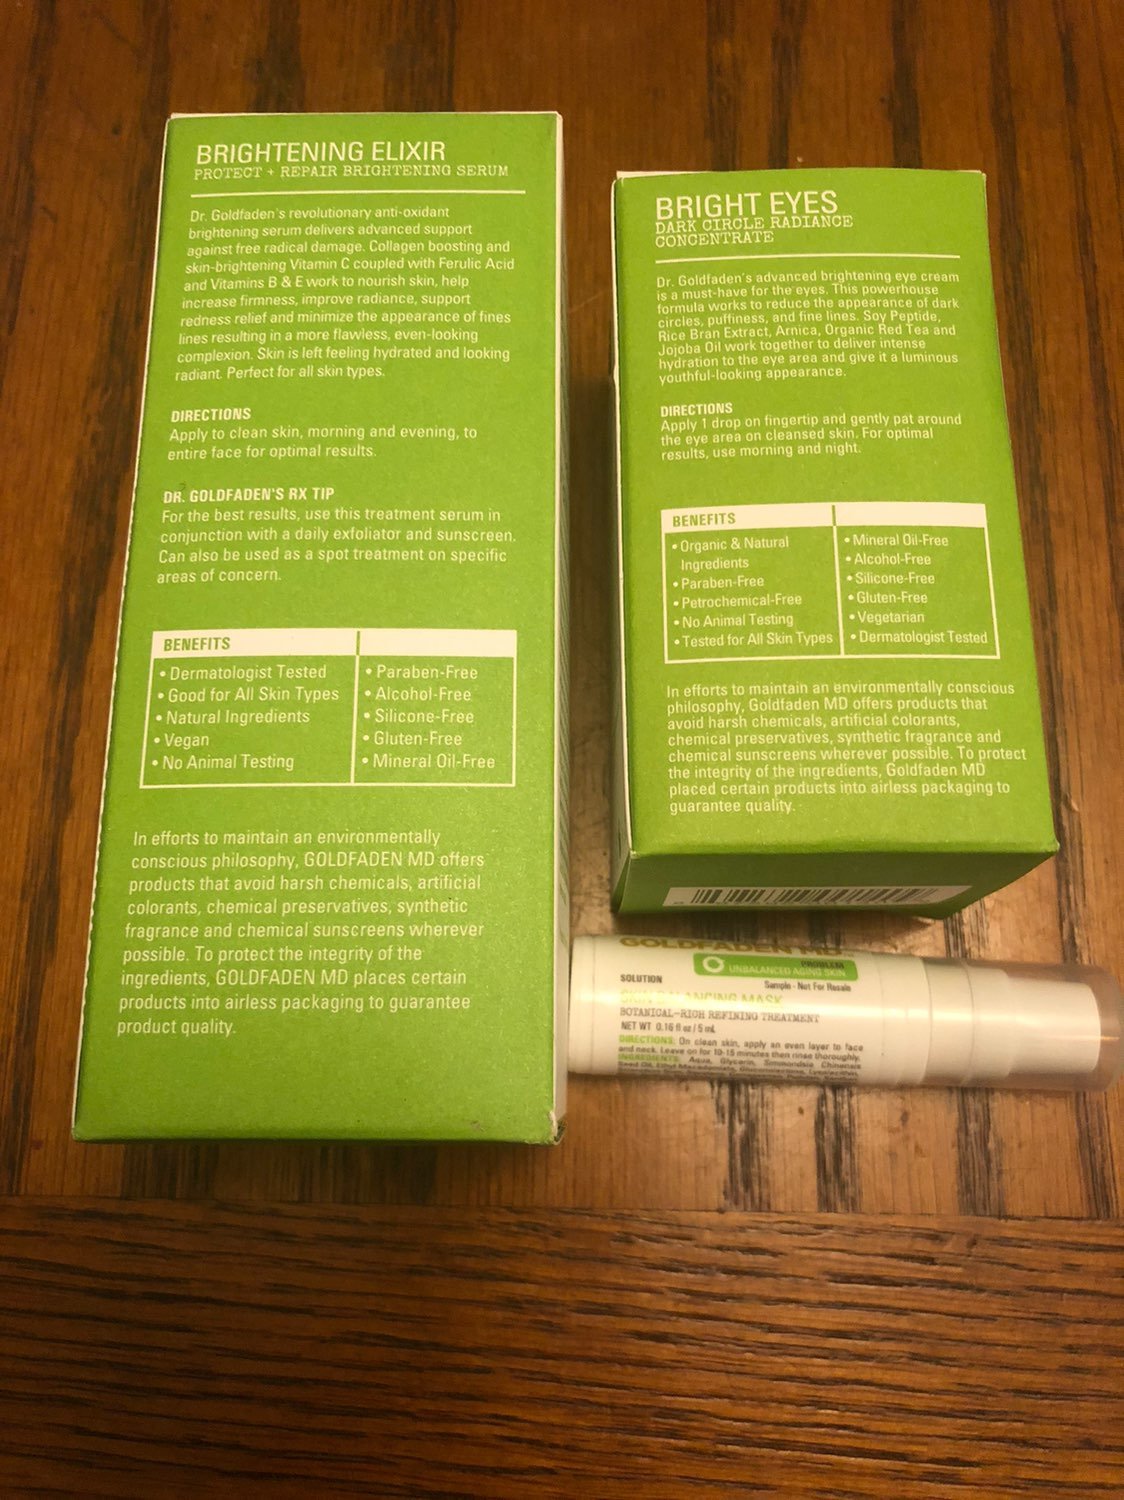 BRIGHTENING ELIXIR
PROTECT + REPAIR BRIGHTENING SERUM
Dr. Goldfaden's revolutionary anti-oxidant
brightening serum delivers advanced support
against free radical damage. Collagen boosting and
skin-brightening Vitamin C coupled with Ferulic Acid
and Vitamins B & E work to nourish skin, help
increase firmness, improve radiance, support
redness relief and minimize the appearance of fines
lines resulting in a more flawless, even-looking
complexion. Skin is left feeling hydrated and looking
radiant. Perfect for all skin types.
DIRECTIONS
Apply to clean skin, morning and evening, to
entire face for optimal results.
DR. GOLDFADEN'S RX TIP
For the best results, use this treatment serum in
conjunction with a daily exfoliator and sunscreen.
Can also be used as a spot treatment on specific
areas of concern.
BENEFITS
• Dermatologist Tested
• Good for All Skin Types
• Natural Ingredients
• Vegan
• No Animal Testing
• Paraben-Free
• Alcohol-Free
• Silicone-Free
• Gluten-Free
• Mineral Oil-Free
In efforts to maintain an environmentally
conscious philosophy, GOLDFADEN MD offers
products that avoid harsh chemicals, artificial
colorants, chemical preservatives, synthetic
fragrance and chemical sunscreens wherever
possible. To protect the integrity of the
ingredients, GOLDFADEN MD places certain
products into airless packaging to guarantee
product quality.
BRIGHT EYES
DARK CIRCLE RADIANCE
CONCENTRATE
Dr. Goldfaden's advanced brightening eye cream
is a must-have for the eyes. This powerhouse
formula works to reduce the appearance of dark
circles, puffiness, and fine lines. Soy Peptide,
Rice Bran Extract, Arnica, Organic Red Tea and
Jojoba Oil work together to deliver intense
hydration to the eye area and give it a luminous
youthful-looking appearance.
DIRECTIONS
Apply 1 drop on fingertip and gently pat around
the eye area on cleansed skin. For optimal
results, use morning and night.
BENEFITS
• Organic & Natural
Ingredients
• Paraben-Free
• Petrochemical-Free
• No Animal Testing
• Tested for All Skin Types
• Mineral Oil-Free
• Alcohol-Free
• Silicone-Free
• Gluten-Free
• Vegetarian
• Dermatologist Tested
In efforts to maintain an environmentally conscious
philosophy, Goldfaden MD offers products that
avoid harsh chemicals, artificial colorants,
chemical preservatives, synthetic fragrance and
chemical sunscreens wherever possible. To protect
the integrity of the ingredients, Goldfaden MD
placed certain products into airless packaging to
guarantee quality.
GOLDFADEN MD
PROBLEM
UNBALANCED AGING SKIN
SOLUTION
Sample - Not For Resale
SKIN BALANCING MASK
BOTANICAL-RICH REFINING TREATMENT
NET WT 0.16 fl oz / 5 mL
DIRECTIONS: On clean skin, apply an even layer to face
and neck. Leave on for 10-15 minutes then rinse thoroughly.
INGREDIENTS: Aqua, Glycerin, Simmondsia Chinensis
Seed Oil, Ethyl Macadamiate, Gluconolactone,